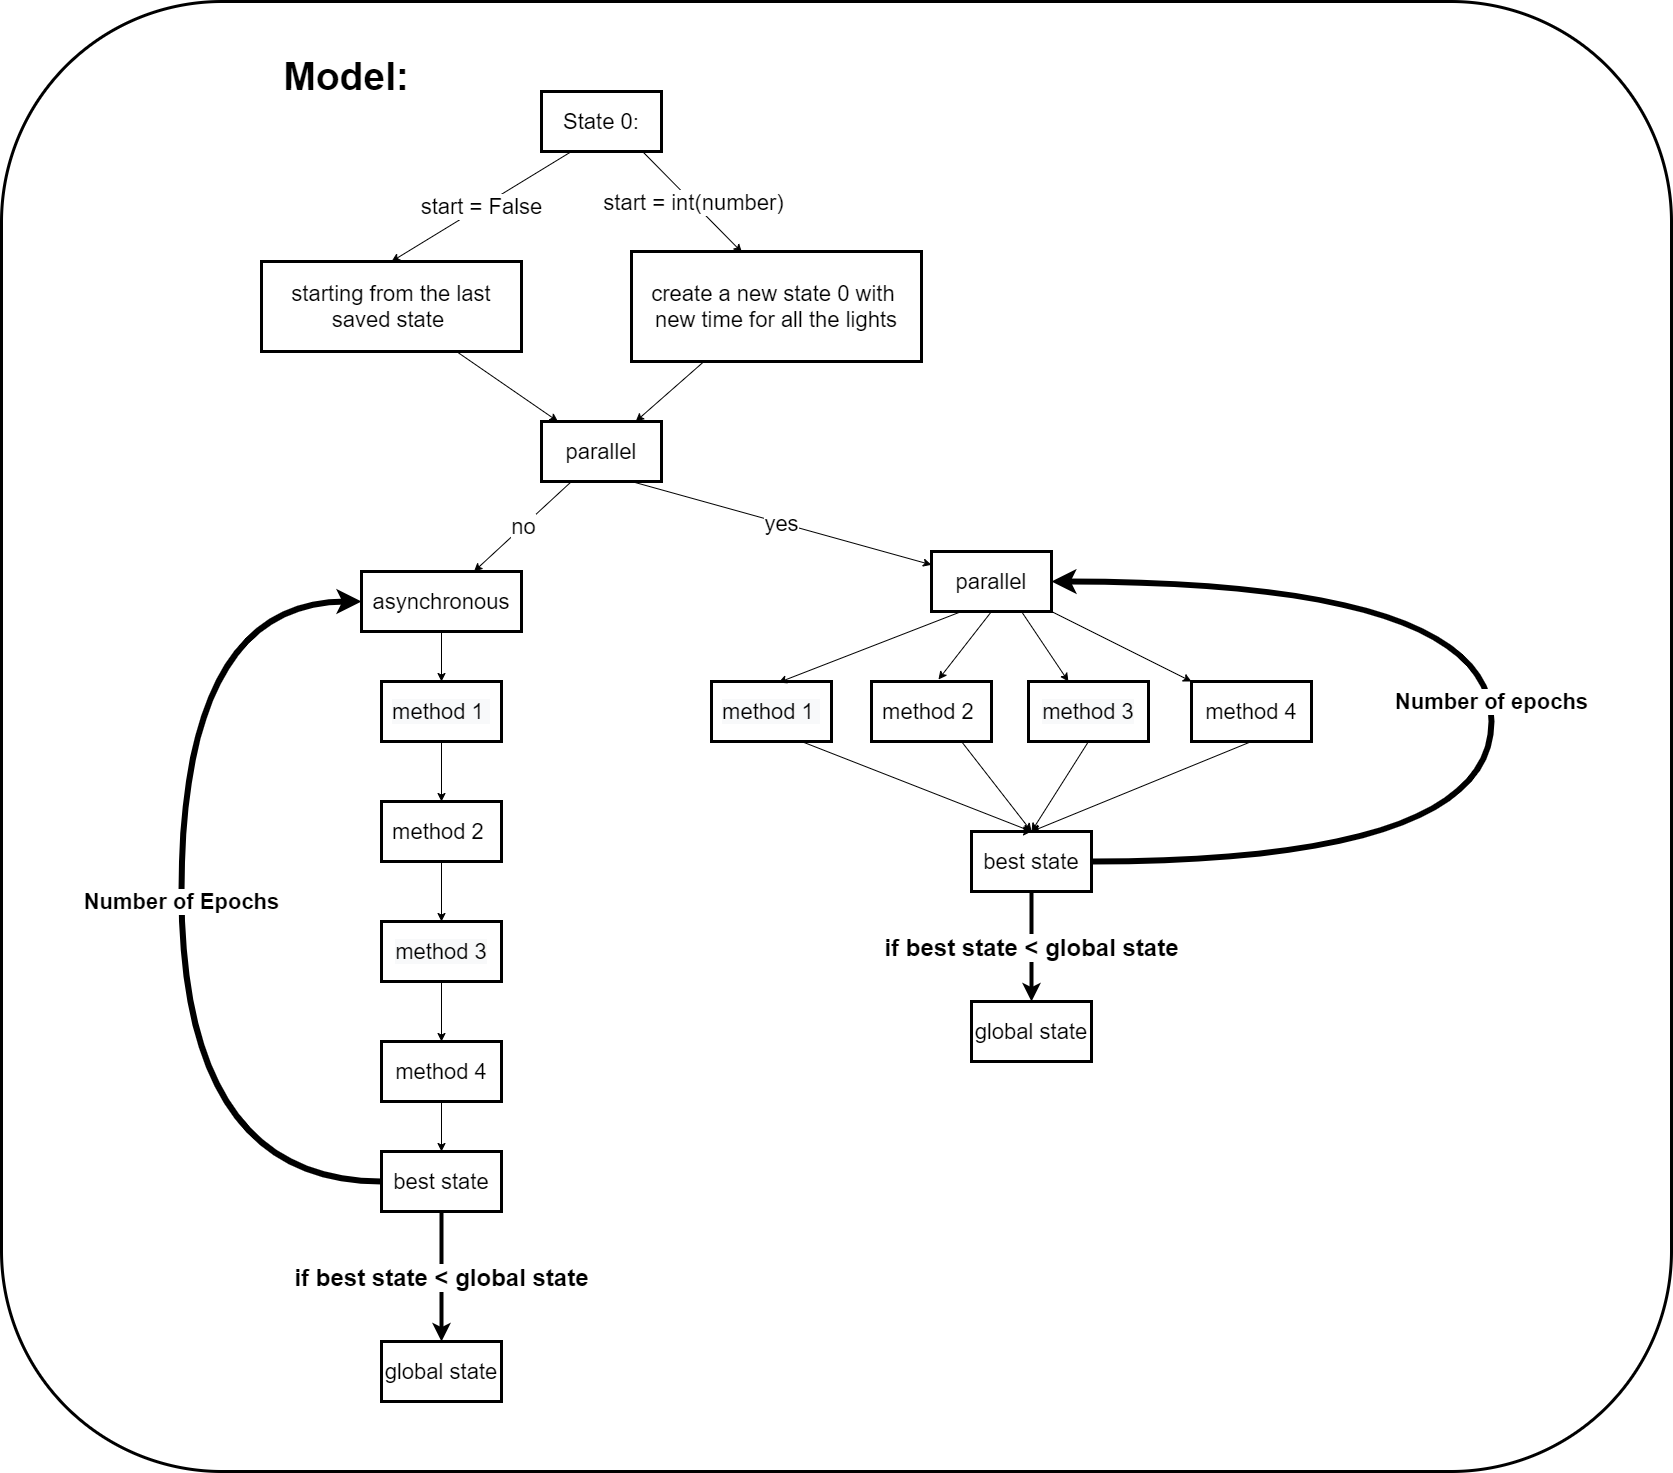 Model:
State 0:
start = False
start = int(number)
starting from the last
saved state
create a new state 0 with
new time for all the lights
parallel
no
yes
asynchronous
method 1
method 2
method 3
method 4
best state
Number of Epochs
if best state < global state
global state
parallel
method 1
method 2
method 3
method 4
Number of epochs
best state
if best state < global state
global state